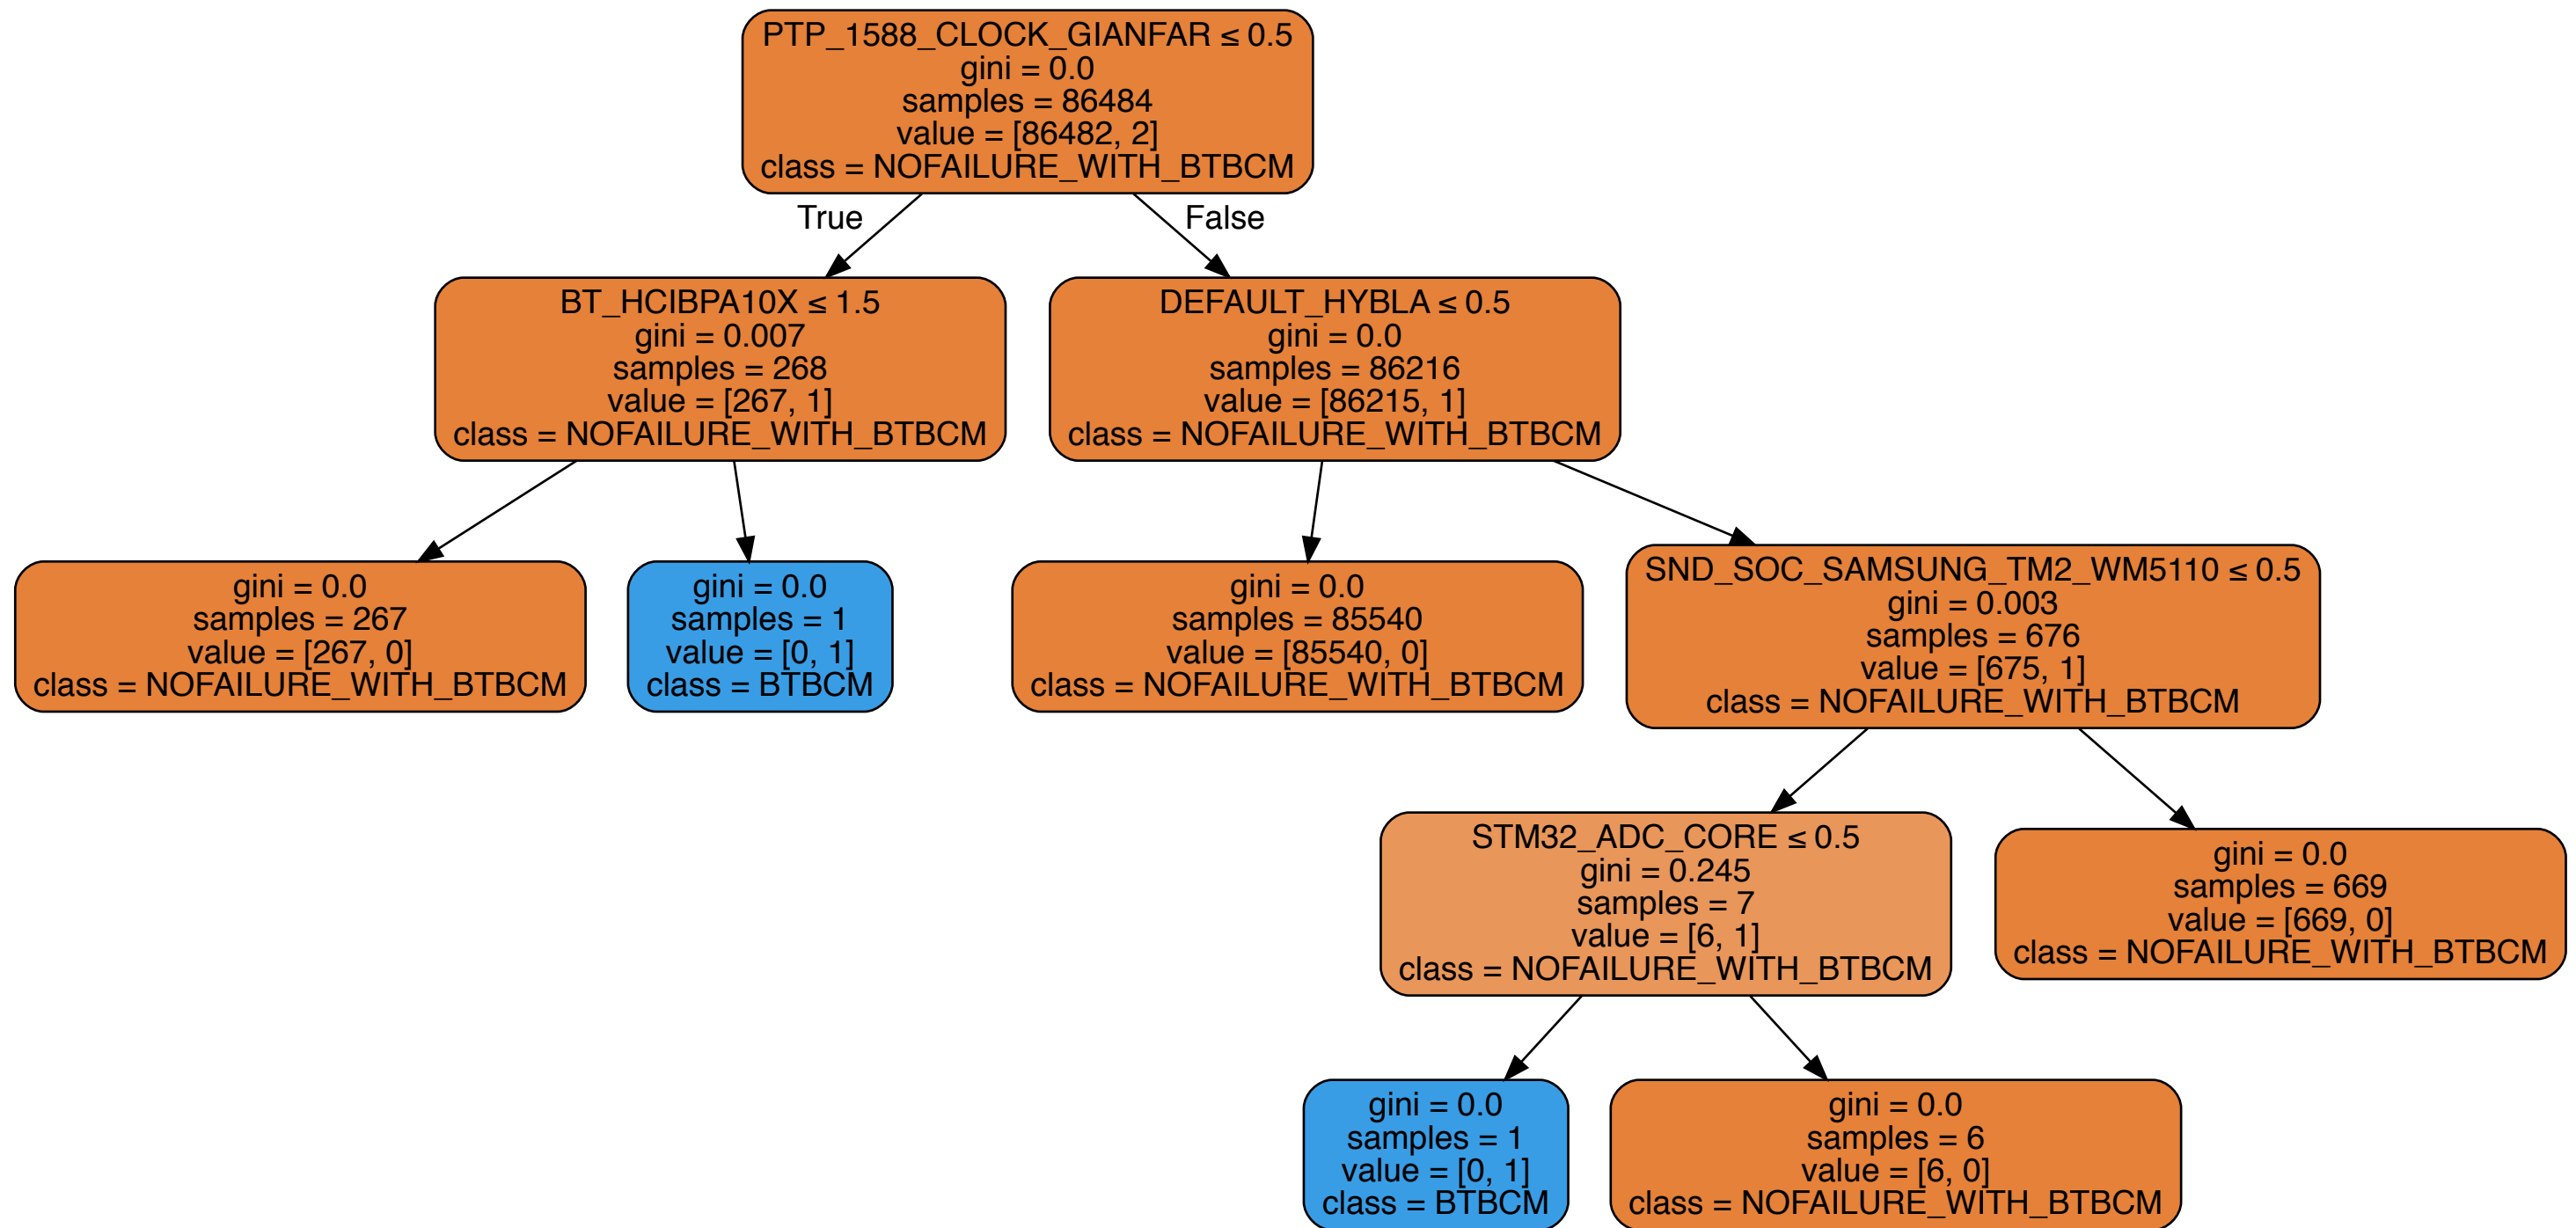 PTP_1588_CLOCK_GIANFAR ≤ 0.5
gini = 0.0
samples = 86484
value = [86482, 2]
class = NOFAILURE_WITH_BTBCM
True
False
BT_HCIBPA10X ≤ 1.5
gini = 0.007
samples = 268
value = [267, 1]
class = NOFAILURE_WITH_BTBCM
DEFAULT_HYBLA ≤ 0.5
gini = 0.0
samples = 86216
value = [86215, 1]
class = NOFAILURE_WITH_BTBCM
gini = 0.0
samples = 267
value = [267, 0]
class = NOFAILURE_WITH_BTBCM
gini = 0.0
samples = 1
value = [0, 1]
class = BTBCM
gini = 0.0
samples = 85540
value = [85540, 0]
class = NOFAILURE_WITH_BTBCM
SND_SOC_SAMSUNG_TM2_WM5110 ≤ 0.5
gini = 0.003
samples = 676
value = [675, 1]
class = NOFAILURE_WITH_BTBCM
STM32_ADC_CORE ≤ 0.5
gini = 0.245
samples = 7
value = [6, 1]
class = NOFAILURE_WITH_BTBCM
gini = 0.0
samples = 669
value = [669, 0]
class = NOFAILURE_WITH_BTBCM
gini = 0.0
samples = 1
value = [0, 1]
class = BTBCM
gini = 0.0
samples = 6
value = [6, 0]
class = NOFAILURE_WITH_BTBCM